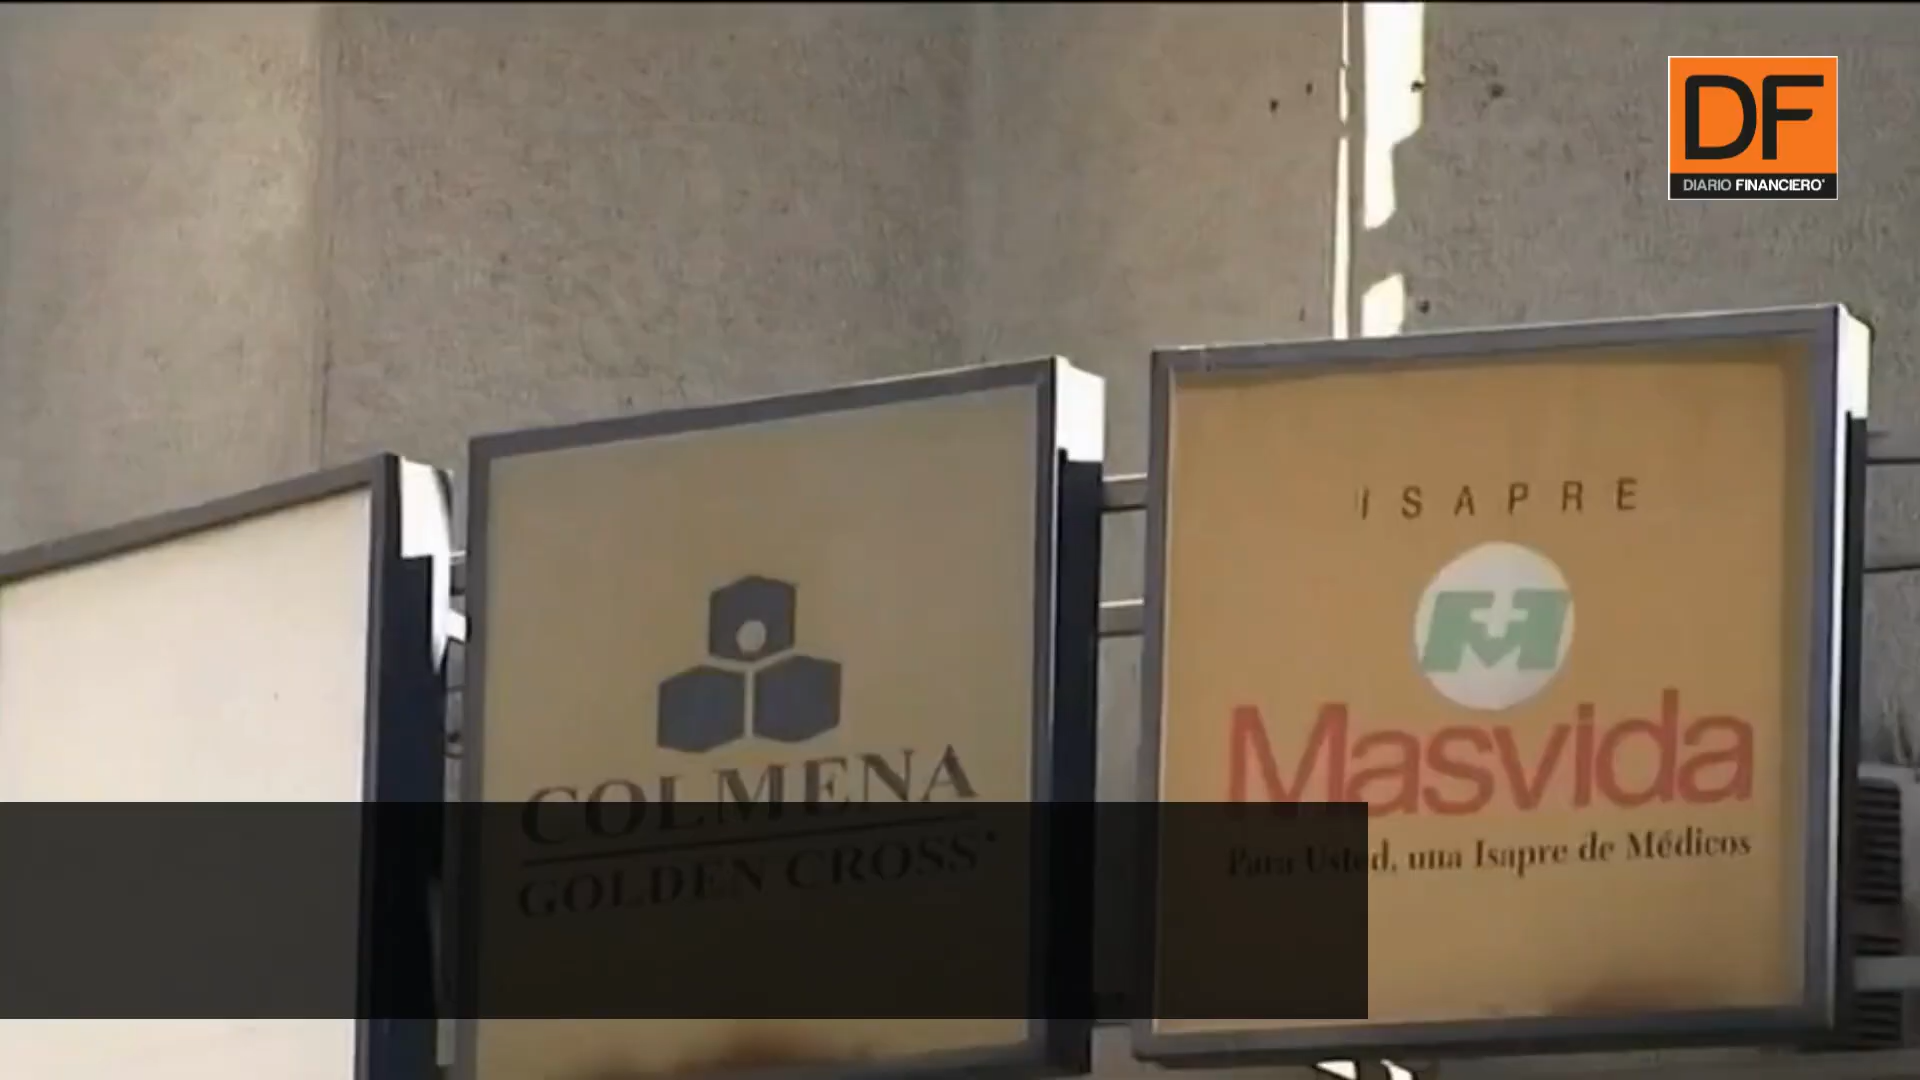 DF
DIARIO FINANCIERO
ISAPRE
Masvida
Para Usted, una Isapre de Médicos
COLMENA
GOLDEN CROSS